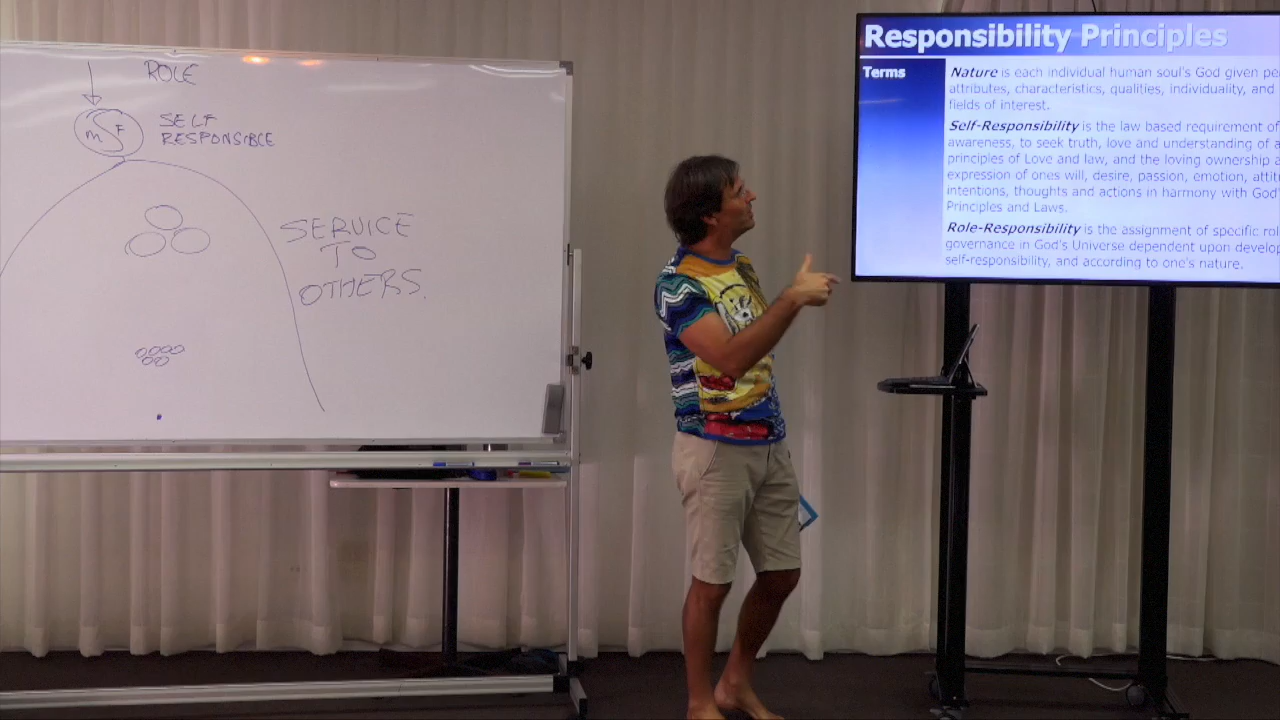 ROLE
M F
SELF
RESPONSIBLE
SERVICE
TO
OTHERS.
Responsibility Principles
Terms
Nature is each individual human soul's God given
attributes, characteristics, qualities, individuality, and
fields of interest.
Self-Responsibility is the law based requirement of
awareness, to seek truth, love and understanding of
principles of Love and law, and the loving ownership
expression of ones will, desire, passion, emotion,
intentions, thoughts and actions in harmony with God
Principles and Laws.
Role-Responsibility is the assignment of specific
governance in God's Universe dependent upon
self-responsibility, and according to one's nature.